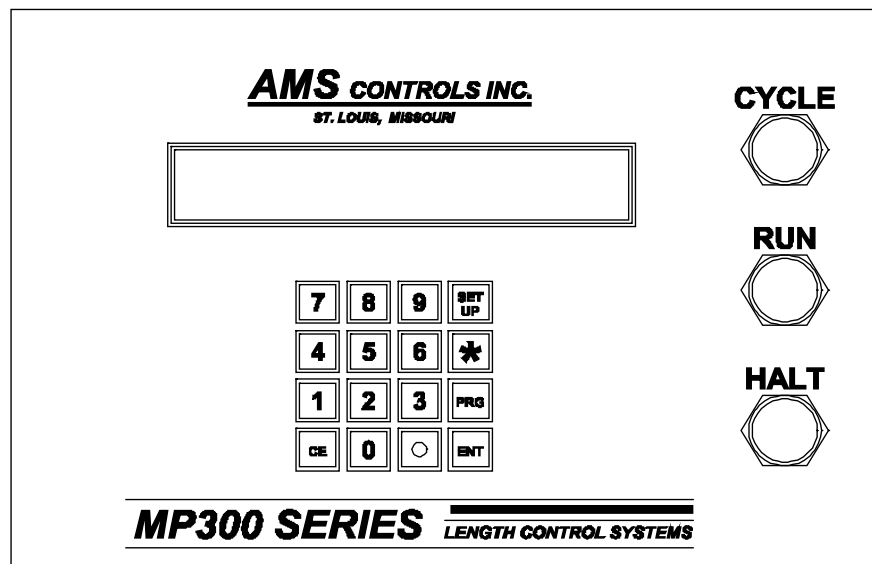 AMS CONTROLS INC.
ST. LOUIS, MISSOURI
CYCLE
RUN
HALT
7 8 9 SET UP
4 5 6 *
1 2 3 PRG
CE 0 ENT
MP300 SERIES LENGTH CONTROL SYSTEMS